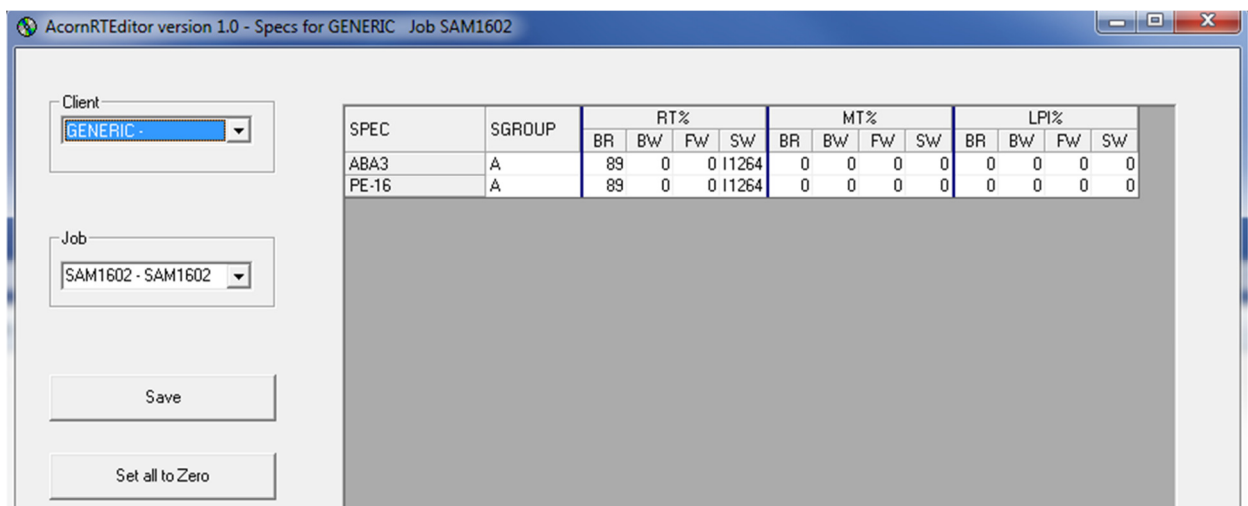 AcornRTEditor version 1.0 - Specs for GENERIC Job SAM1602
Client
GENERIC -
Job
SAM1602 - SAM1602
Save
Set all to Zero
SPEC SGROUP RT% MT% LPI%
BR BW FW SW BR BW FW SW BR BW FW SW
ABA3 A 89 0 0 I1264 0 0 0 0 0 0 0 0
PE-16 A 89 0 0 I1264 0 0 0 0 0 0 0 0